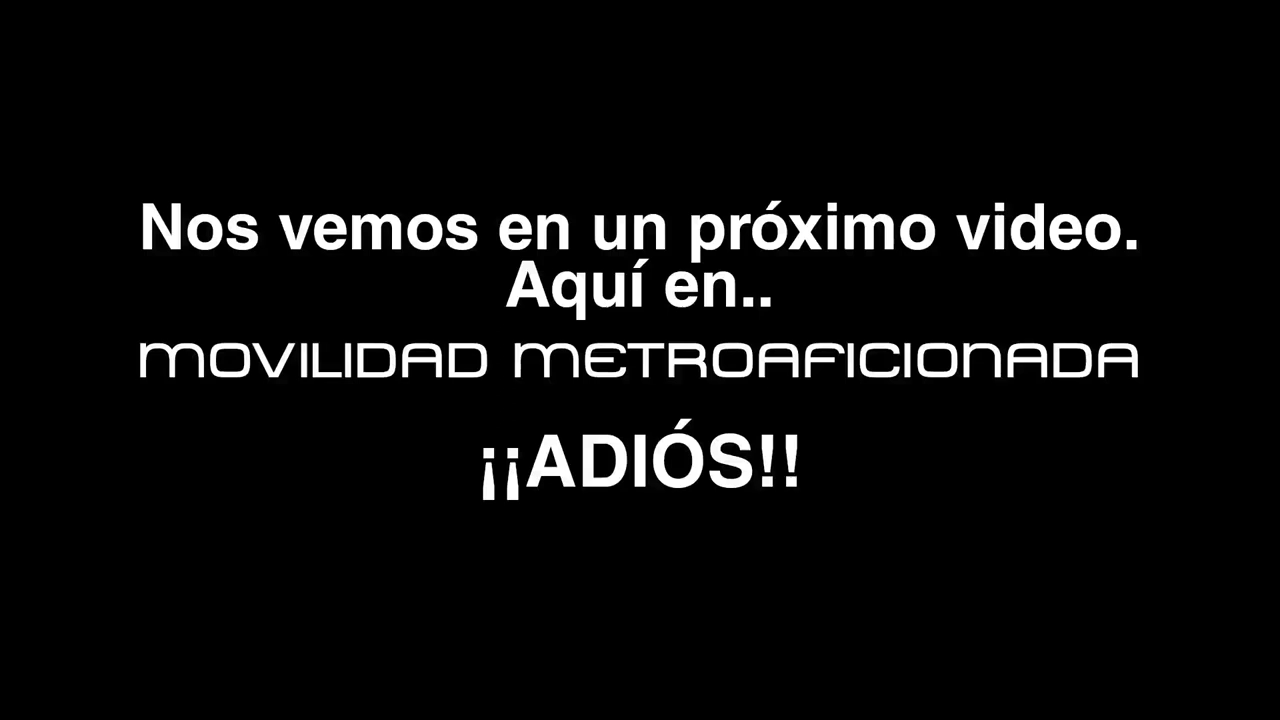 Nos vemos en un próximo video.
Aquí en..
MOVILIDAD METROAFICIONADA
¡¡ADIÓS!!